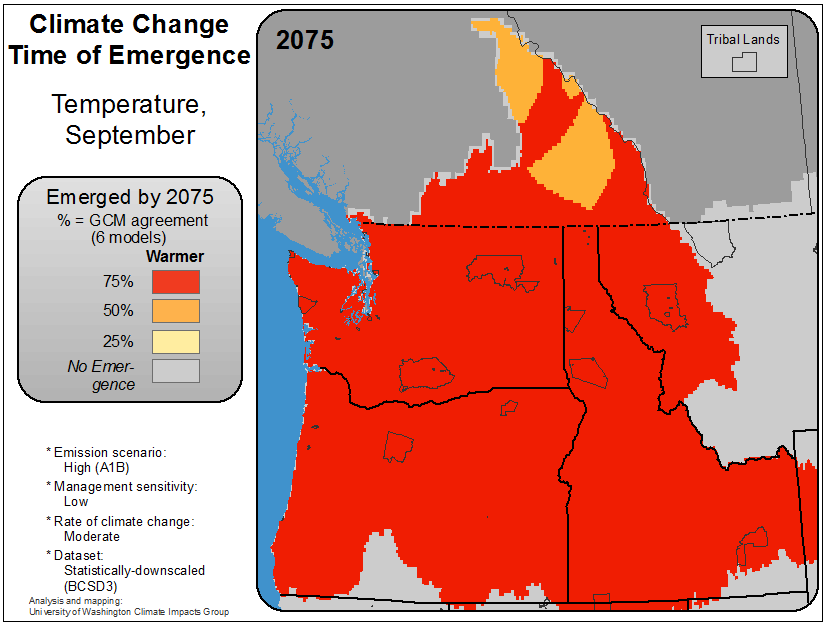 Climate Change
Time of Emergence
Temperature,
September
Emerged by 2075
% = GCM agreement
(6 models)
Warmer
75%
50%
25%
No Emer-
gence
* Emission scenario:
High (A1B)
* Management sensitivity:
Low
* Rate of climate change:
Moderate
* Dataset:
Statistically-downscaled
(BCSD3)
Analysis and mapping:
University of Washington Climate Impacts Group
2075
Tribal Lands